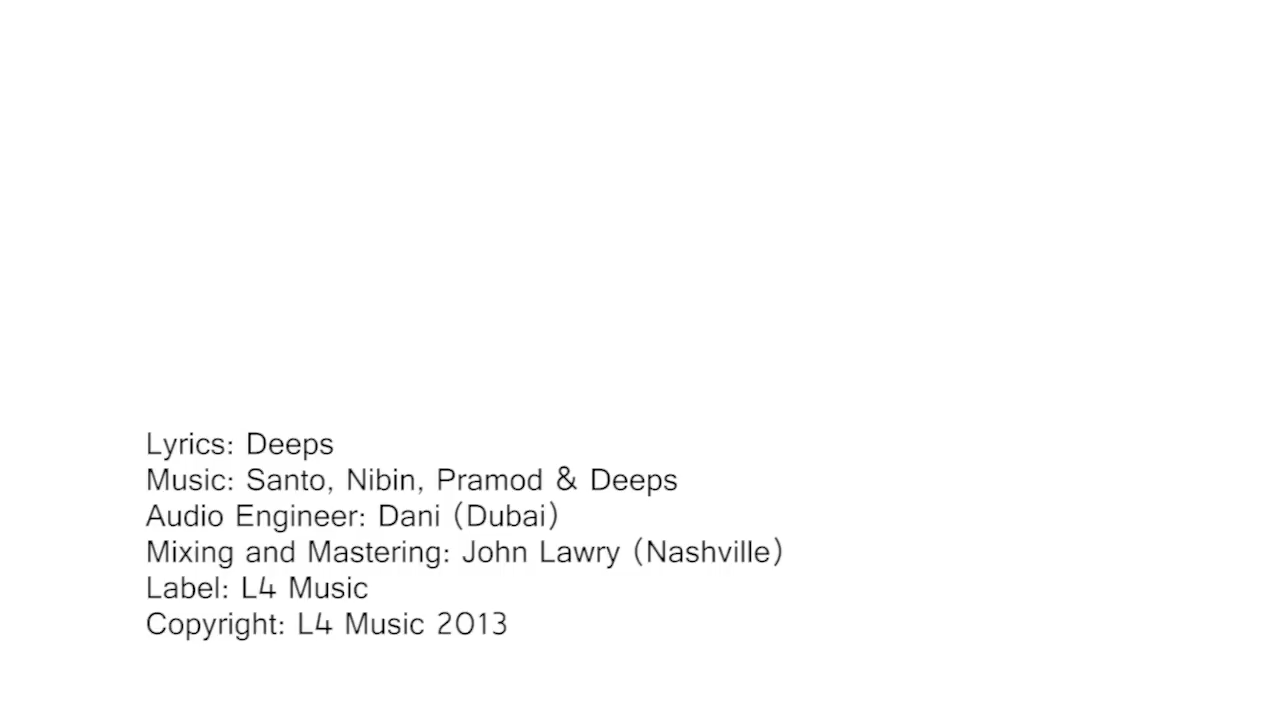 Lyrics: Deeps
Music: Santo, Nibin, Pramod & Deeps
Audio Engineer: Dani (Dubai)
Mixing and Mastering: John Lawry (Nashville)
Label: L4 Music
Copyright: L4 Music 2013